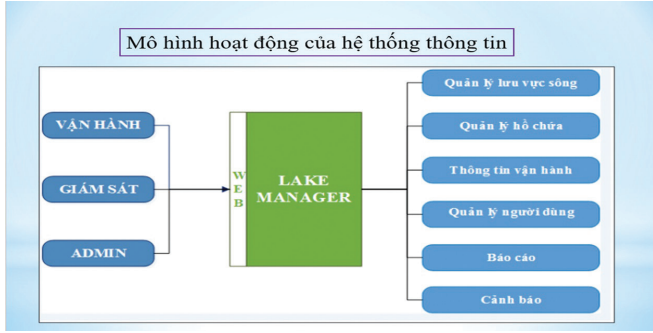 Mô hình hoạt động của hệ thống thông tin
VẬN HÀNH
GIÁM SÁT
ADMIN
WEB
LAKE
MANAGER
Quản lý lưu vực sông
Quản lý hồ chứa
Thông tin vận hành
Quản lý người dùng
Báo cáo
Cảnh báo